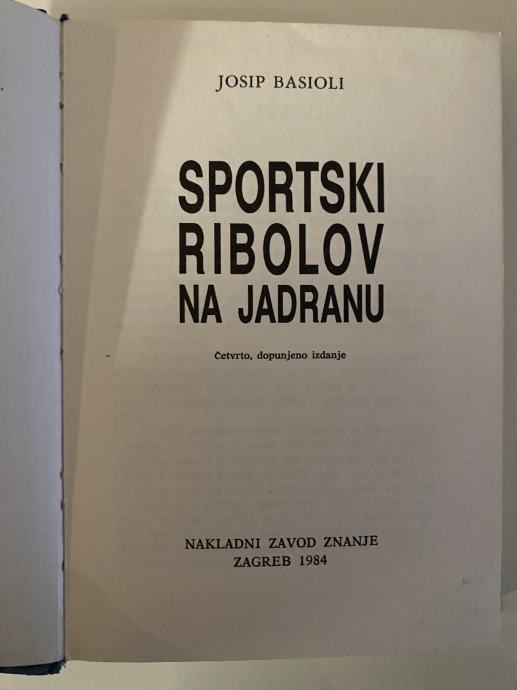 JOSIP BASIOLI
SPORTSKI
RIBOLOV
NA JADRANU
Četvrto, dopunjeno izdanje
NAKLADNI ZAVOD ZNANJE
ZAGREB 1984